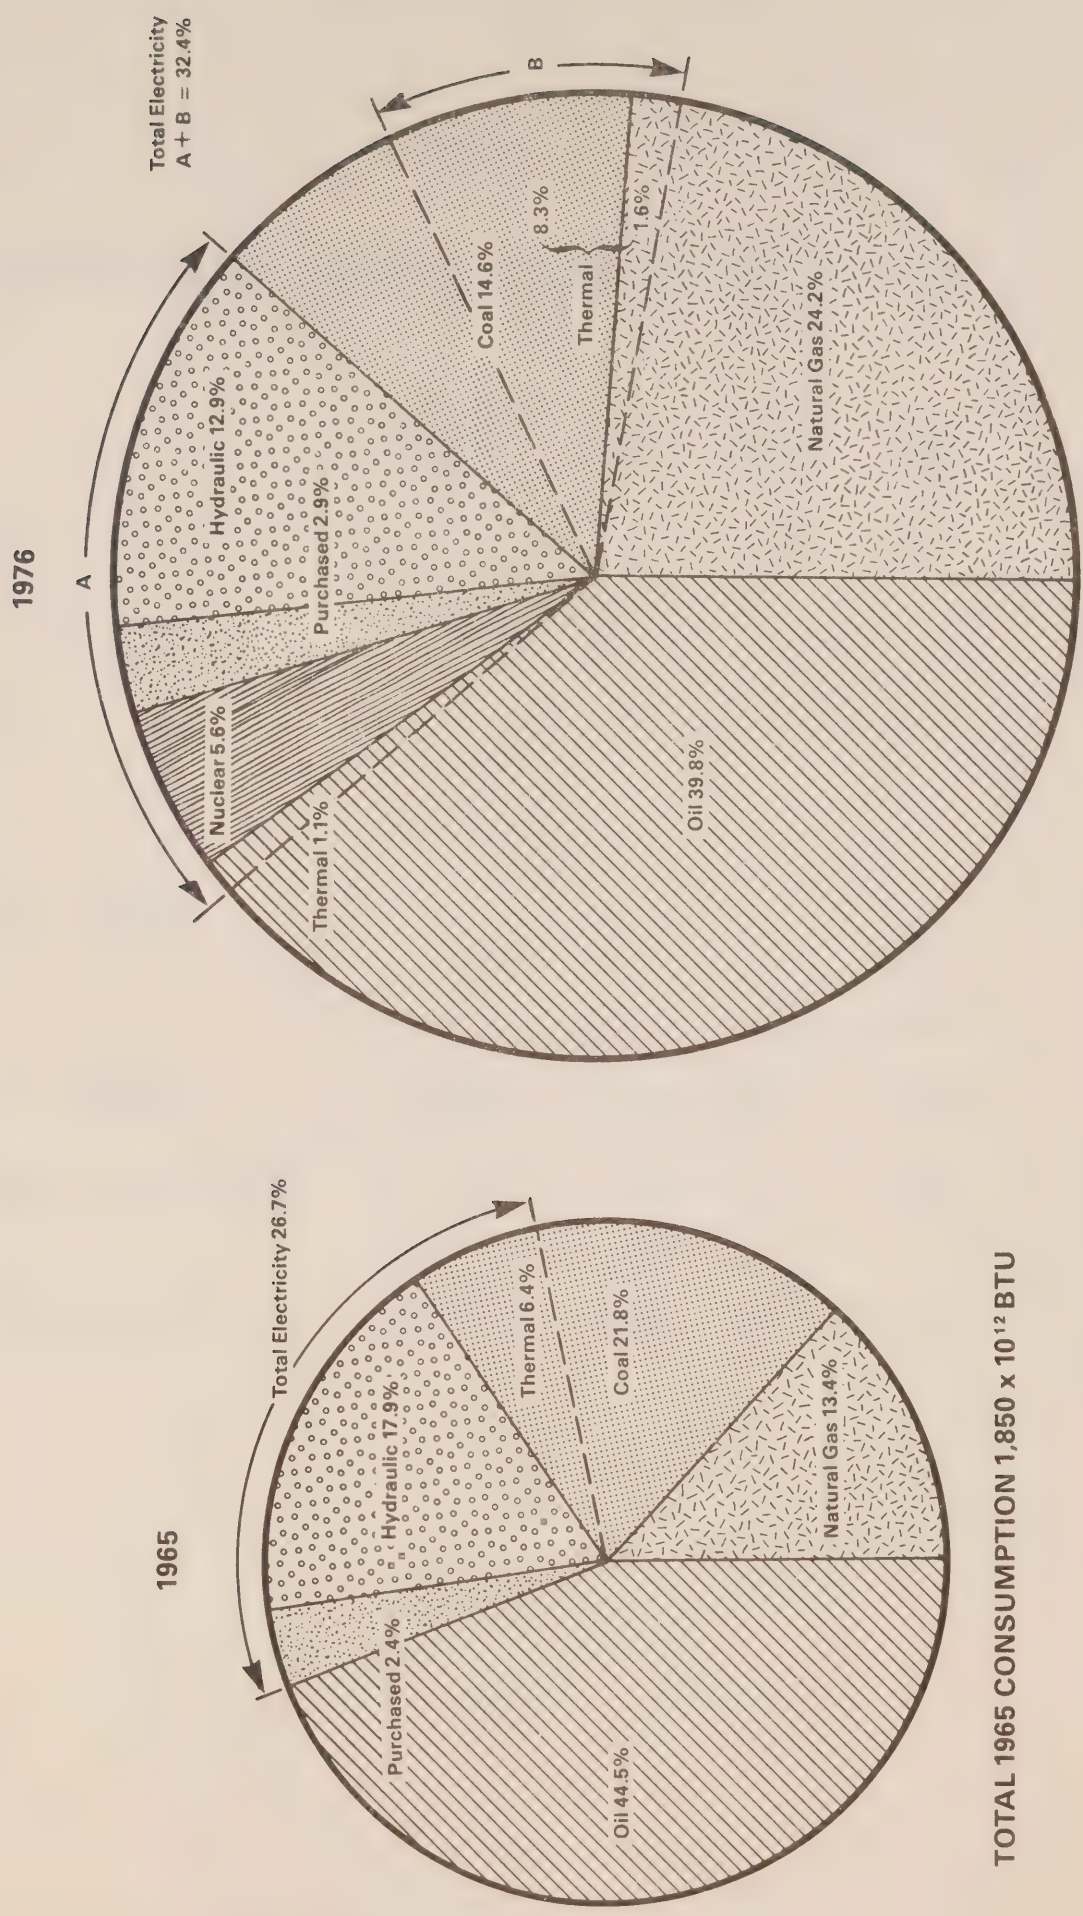 1965
Total Electricity 26.7%
Purchased 2.4%
Hydraulic 17.9%
Thermal 6.4%
Oil 44.5%
Coal 21.8%
Natural Gas 13.4%
TOTAL 1965 CONSUMPTION 1,850 x 10¹² BTU
1976
Total Electricity
A + B = 32.4%
A
B
Nuclear 5.6%
Hydraulic 12.9%
Thermal 1.1%
Purchased 2.9%
Coal 14.6%
8.3%
Thermal
1.6%
Oil 39.8%
Natural Gas 24.2%